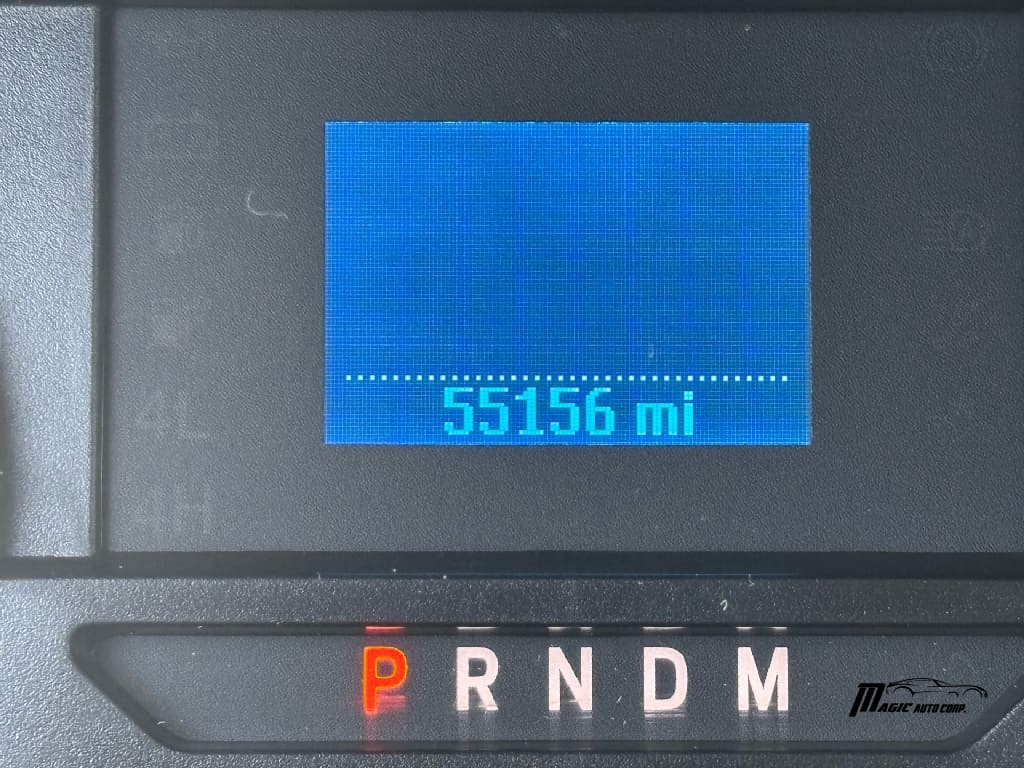 55156 mi
4L
4H
P R N D M
MAGIC AUTO CORP.